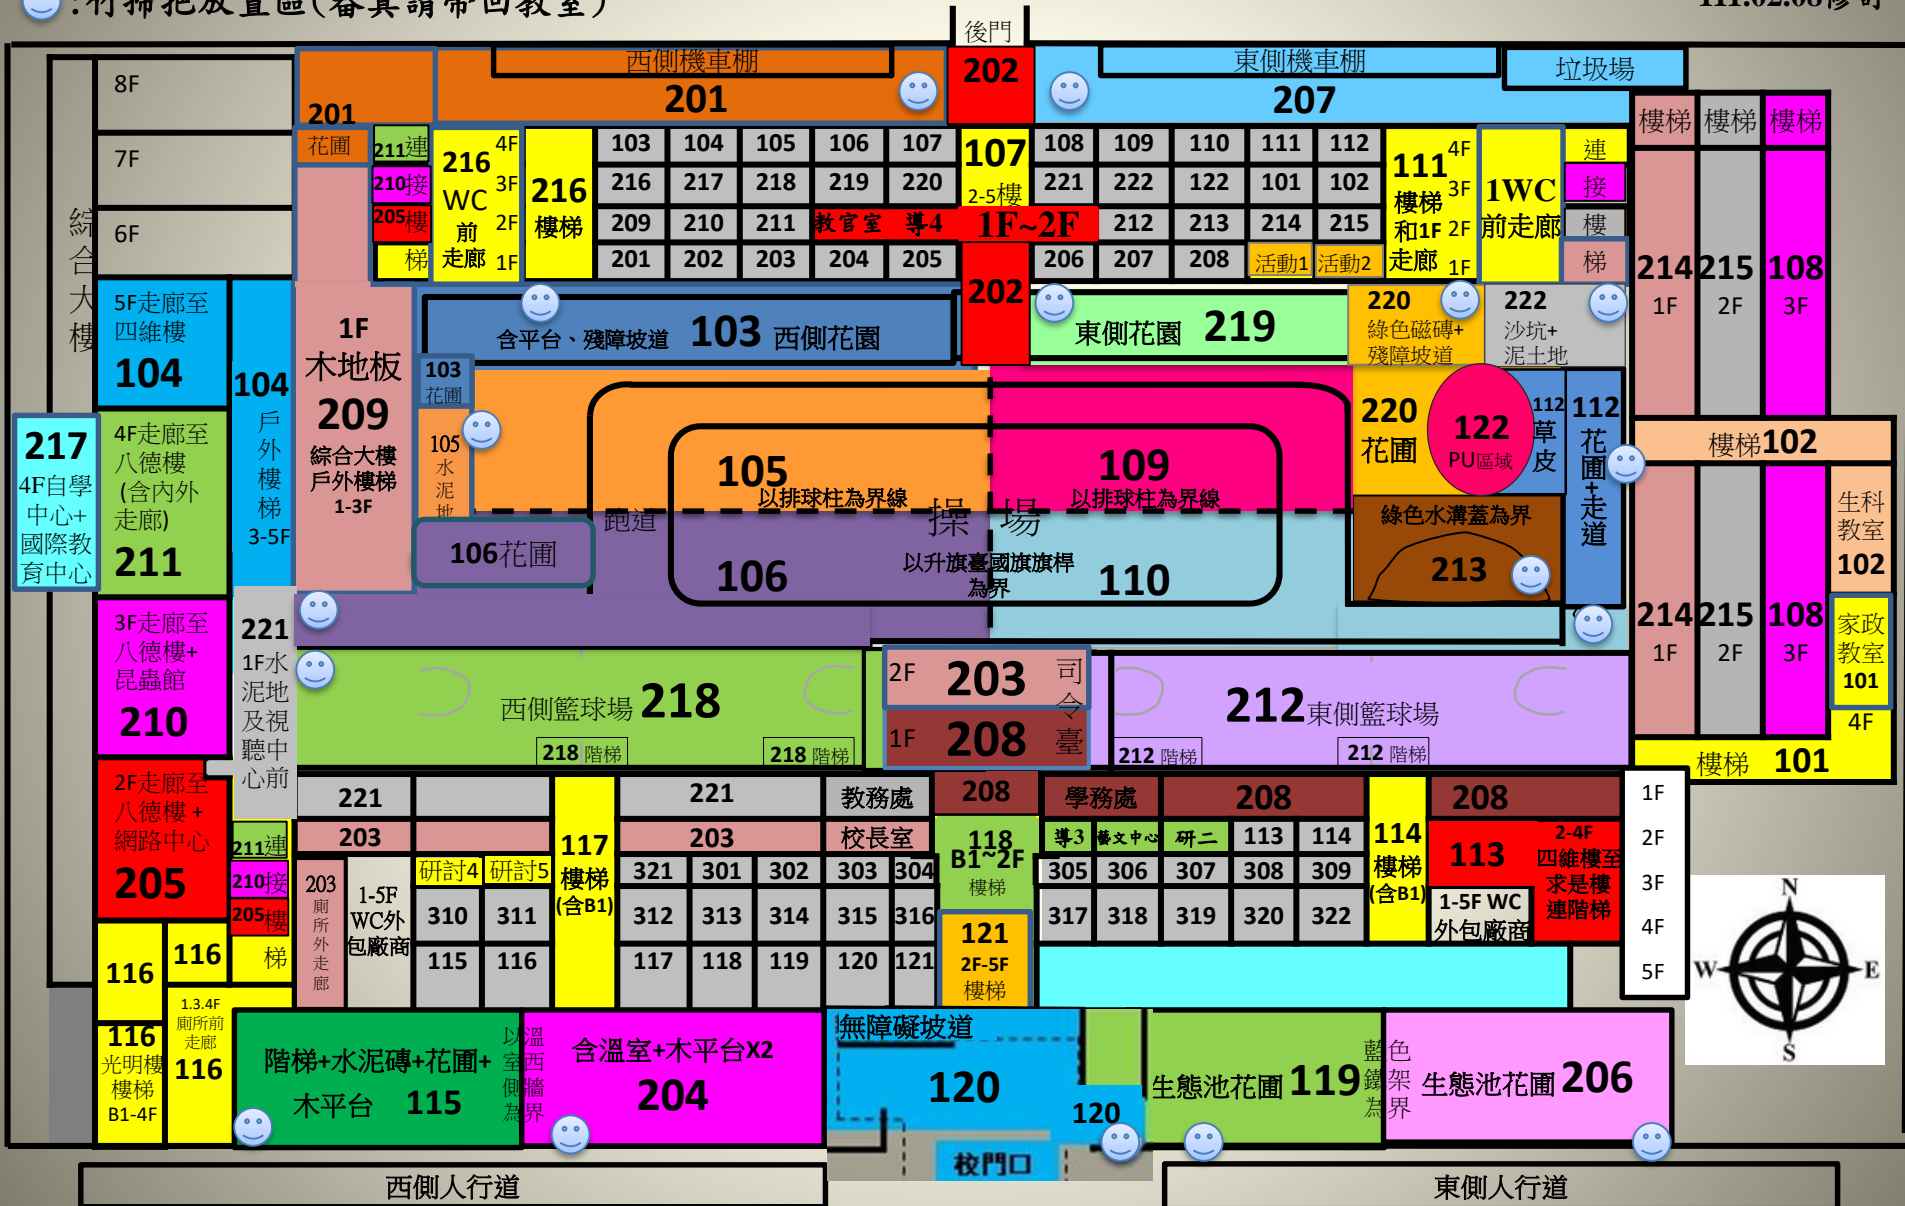 :竹掃把放置區(畚具請帶回教室)
111.02.08修訂
後門
西側機車棚
201
202
東側機車棚
207
垃圾場
綜合大樓
8F
7F
6F
5F走廊至
四維樓
104
4F走廊至
八德樓
(含內外
走廊)
211
217
4F自學
中心+
國際教
育中心
3F走廊至
八德樓+
昆蟲館
210
2F走廊至
八德樓+
網路中心
205
201
花圃
211連
210接
205樓
梯
216
WC
前
走廊
4F
3F
2F
1F
216
樓梯
103 104 105 106 107
216 217 218 219 220
209 210 211 教官室 導4
201 202 203 204 205
107
2-5樓
1F~2F
108 109 110 111 112
221 222 122 101 102
212 213 214 215
206 207 208 活動1 活動2
111
樓梯
和1F
走廊
4F
3F
2F
1F
1WC
前走廊
連
接
樓
梯
樓梯 樓梯 樓梯
214 215 108
1F 2F 3F
樓梯102
生科
教室
102
214 215 108
1F 2F 3F
家政
教室
101
4F
樓梯 101
104
戶外樓梯
3-5F
1F
木地板
209
綜合大樓
戶外樓梯
1-3F
含平台、殘障坡道 103 西側花園
202
東側花園 219
220
綠色磁磚+
殘障坡道
222
沙坑+
泥土地
103
花圃
105
水泥地
106花圃
105
以排球柱為界線
109
以排球柱為界線
跑道
操場
106
以升旗臺國旗旗桿
為界
110
220
花圃
122
PU區域
112
草皮
112
花圃+走道
綠色水溝蓋為界
213
221
1F水
泥地
及視
聽中
心前
西側籃球場 218
218 階梯
218 階梯
2F 203
1F 208
司令臺
212東側籃球場
212 階梯
212 階梯
221
221
教務處
208
學務處
208
208
203
203
校長室
118
B1~2F
樓梯
導3 藝文中心 研二 113 114
211連
210接
205樓
梯
203
廁所外走廊
1-5F
WC外
包廠商
研討4 研討5
310 311
115 116
117
樓梯
(含B1)
321 301 302 303 304
312 313 314 315 316
117 118 119 120 121
121
2F-5F
樓梯
305 306 307 308 309
317 318 319 320 322
114
樓梯
(含B1)
113
2-4F
四維樓至
求是樓
連階梯
1-5F WC
外包廠商
1F
2F
3F
4F
5F
N
W
E
S
116
116
116
光明樓
樓梯
B1-4F
1.3.4F
廁所前
走廊
116
階梯+水泥磚+花圃+
木平台 115
以溫室西側牆為界
含溫室+木平台X2
204
無障礙坡道
120
120
校門口
生態池花圃 119
藍色鐵架為界
生態池花圃 206
西側人行道
東側人行道